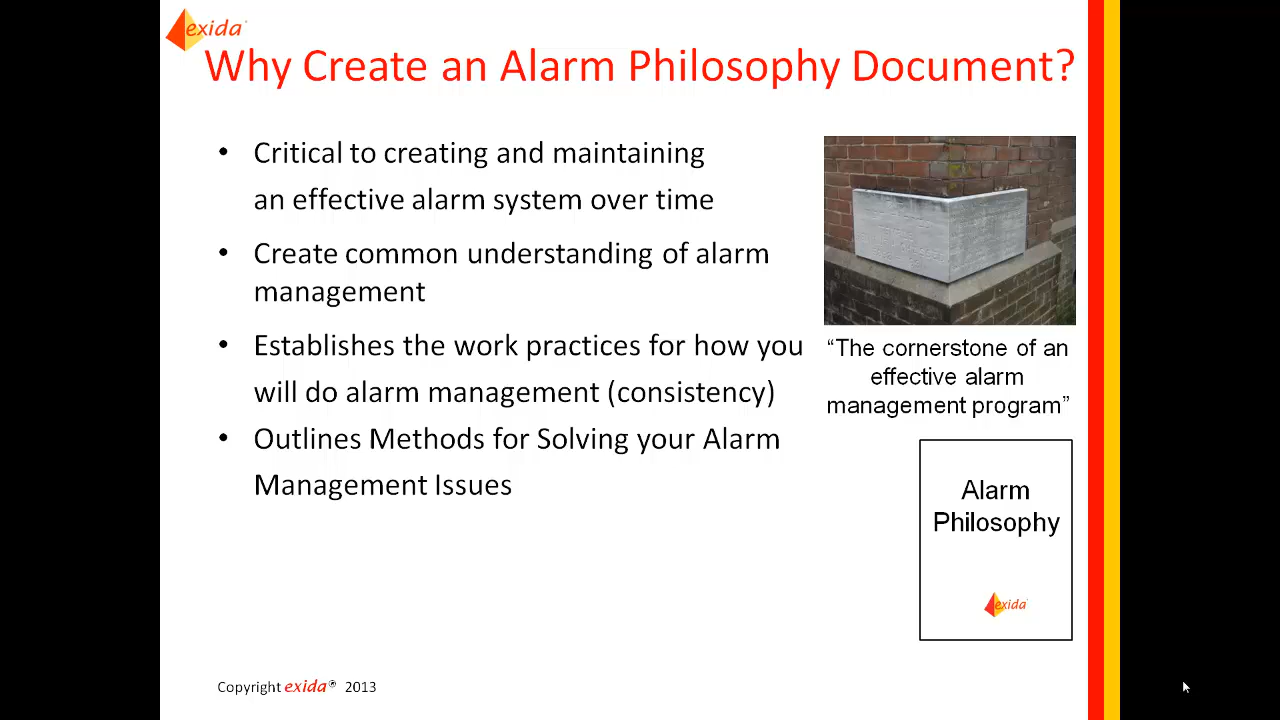 exida
Why Create an Alarm Philosophy Document?
• Critical to creating and maintaining
an effective alarm system over time
• Create common understanding of alarm
management
• Establishes the work practices for how you
will do alarm management (consistency)
• Outlines Methods for Solving your Alarm
Management Issues
“The cornerstone of an
effective alarm
management program”
Alarm
Philosophy
exida
Copyright exida® 2013